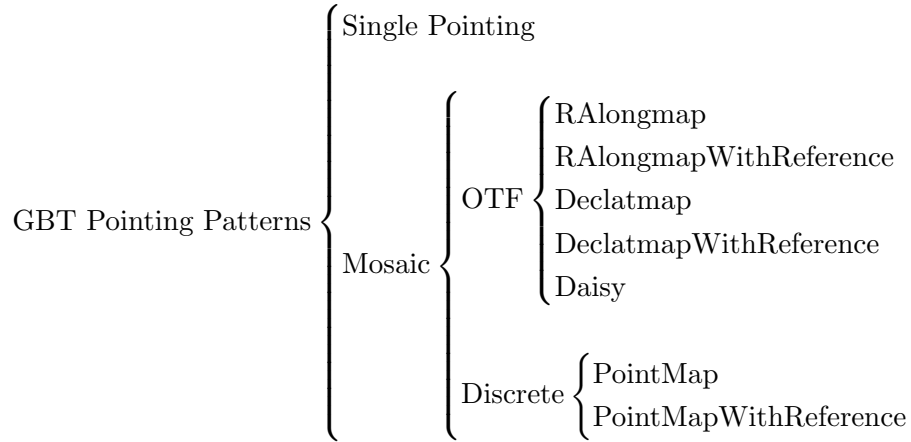 Single Pointing
RAlongmap
RAlongmapWithReference
OTF
Declatmap
GBT Pointing Patterns
DeclatmapWithReference
Mosaic
Daisy
PointMap
Discrete
PointMapWithReference